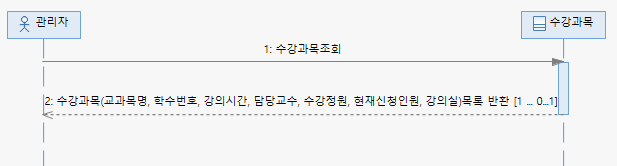 관리자
수강과목
1: 수강과목조회
2: 수강과목(교과목명, 학수번호, 강의시간, 담당교수, 수강정원, 현재신청인원, 강의실)목록 반환 [1 ... 0...1]